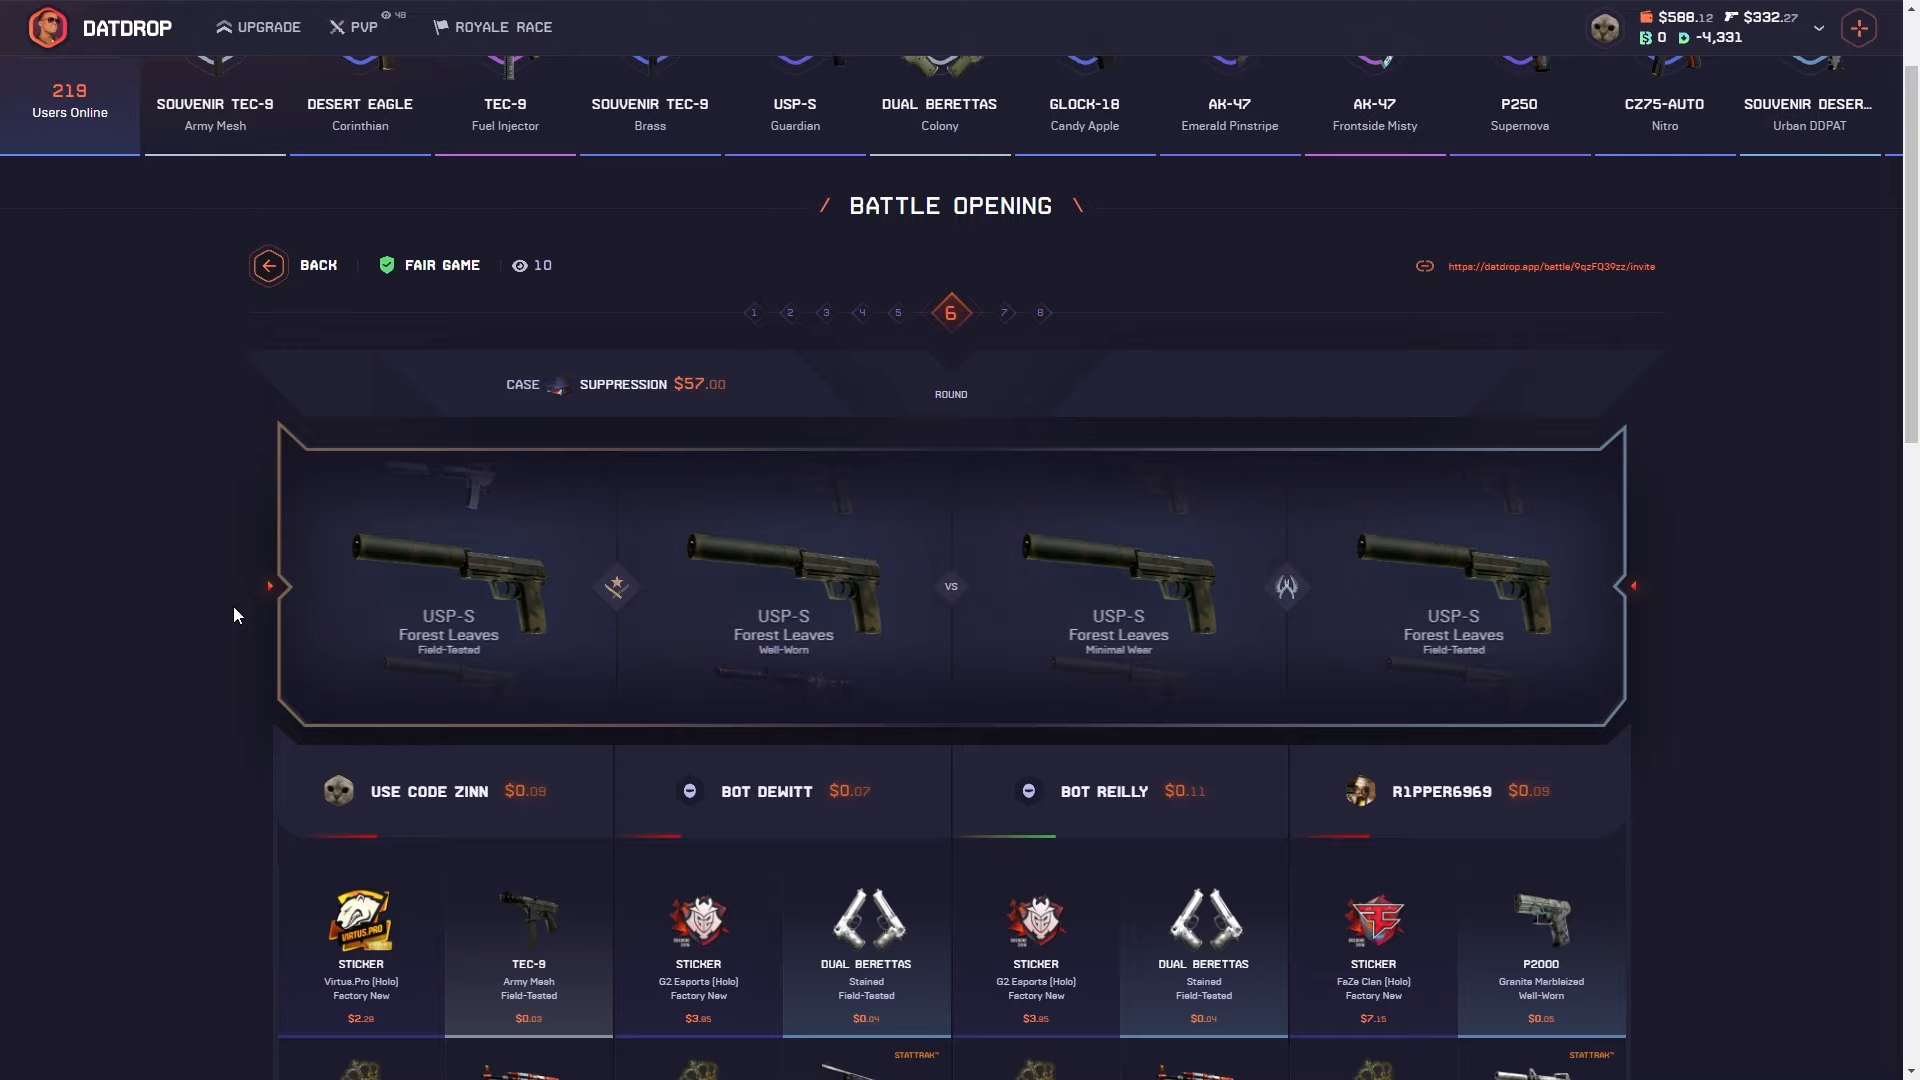 DATDROP
UPGRADE
PVP
48
ROYALE RACE
$588.12
$332.27
0
-4,331
219
Users Online
SOUVENIR TEC-9
Army Mesh
DESERT EAGLE
Corinthian
TEC-9
Fuel Injector
SOUVENIR TEC-9
Brass
USP-S
Guardian
DUAL BERETTAS
Colony
GLOCK-18
Candy Apple
AK-47
Emerald Pinstripe
AK-47
Frontside Misty
P250
Supernova
CZ75-AUTO
Nitro
SOUVENIR DESER...
Urban DDPAT
/ BATTLE OPENING \
BACK
FAIR GAME
10
https://datdrop.app/battle/9qzFQ39zz/invite
1 2 3 4 5 6 7 8
CASE SUPPRESSION $57.00
ROUND
USP-S
Forest Leaves
Field-Tested
USP-S
Forest Leaves
Well-Worn
VS
USP-S
Forest Leaves
Minimal Wear
USP-S
Forest Leaves
Field-Tested
USE CODE ZINN $0.09
BOT DEWITT $0.07
BOT REILLY $0.11
R1PPER6969 $0.09
VIRTUS.PRO
STICKER
Virtus.Pro (Holo)
Factory New
$2.28
TEC-9
Army Mesh
Field-Tested
$0.03
STICKER
G2 Esports (Holo)
Factory New
$3.85
DUAL BERETTAS
Stained
Field-Tested
$0.04
STICKER
G2 Esports (Holo)
Factory New
$3.85
DUAL BERETTAS
Stained
Field-Tested
$0.04
STICKER
FaZe Clan (Holo)
Factory New
$7.15
P2000
Granite Marbleized
Well-Worn
$0.05
STATTRAK™
STATTRAK™